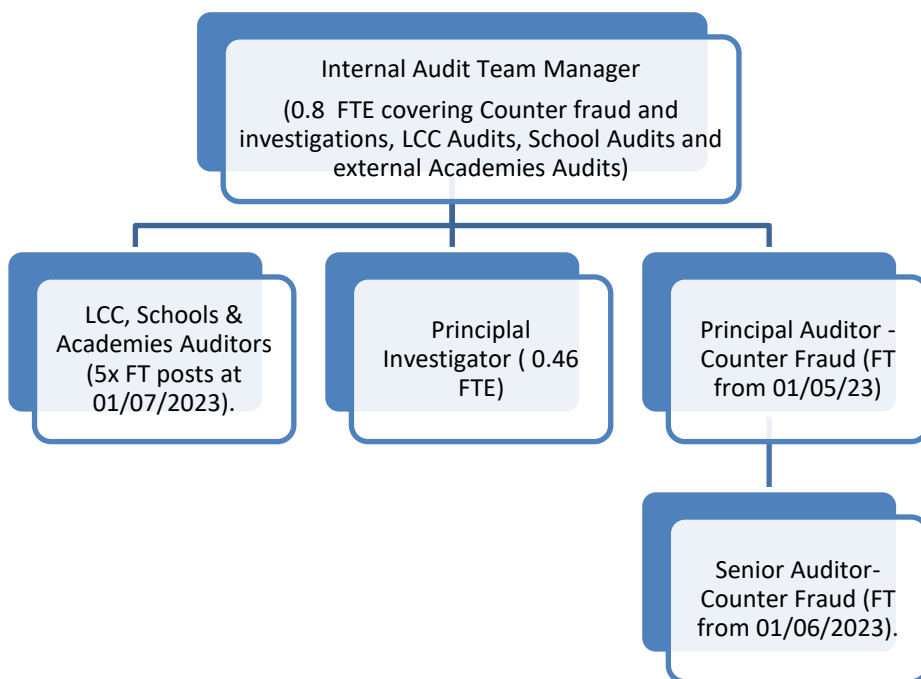 Internal Audit Team Manager
(0.8 FTE covering Counter fraud and
investigations, LCC Audits, School Audits and
external Academies Audits)
LCC, Schools &
Academies Auditors
(5x FT posts at
01/07/2023).
Principlal
Investigator ( 0.46
FTE)
Principal Auditor -
Counter Fraud (FT
from 01/05/23)
Senior Auditor-
Counter Fraud (FT
from 01/06/2023).